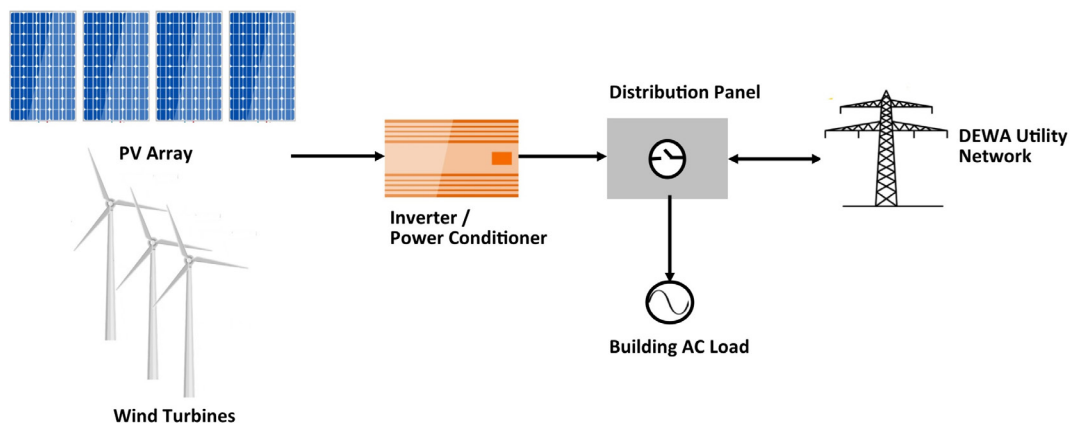 PV Array
Wind Turbines
Inverter /
Power Conditioner
Distribution Panel
Building AC Load
DEWA Utility
Network